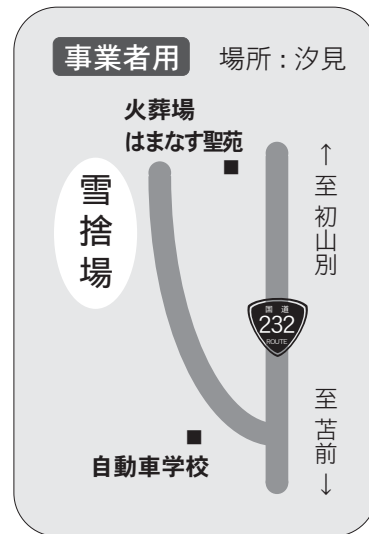 事業者用 場所：汐見
火葬場
はまなす聖苑
■
雪捨場
↑至初山別
国道
232
ROUTE
至苫前↓
■
自動車学校